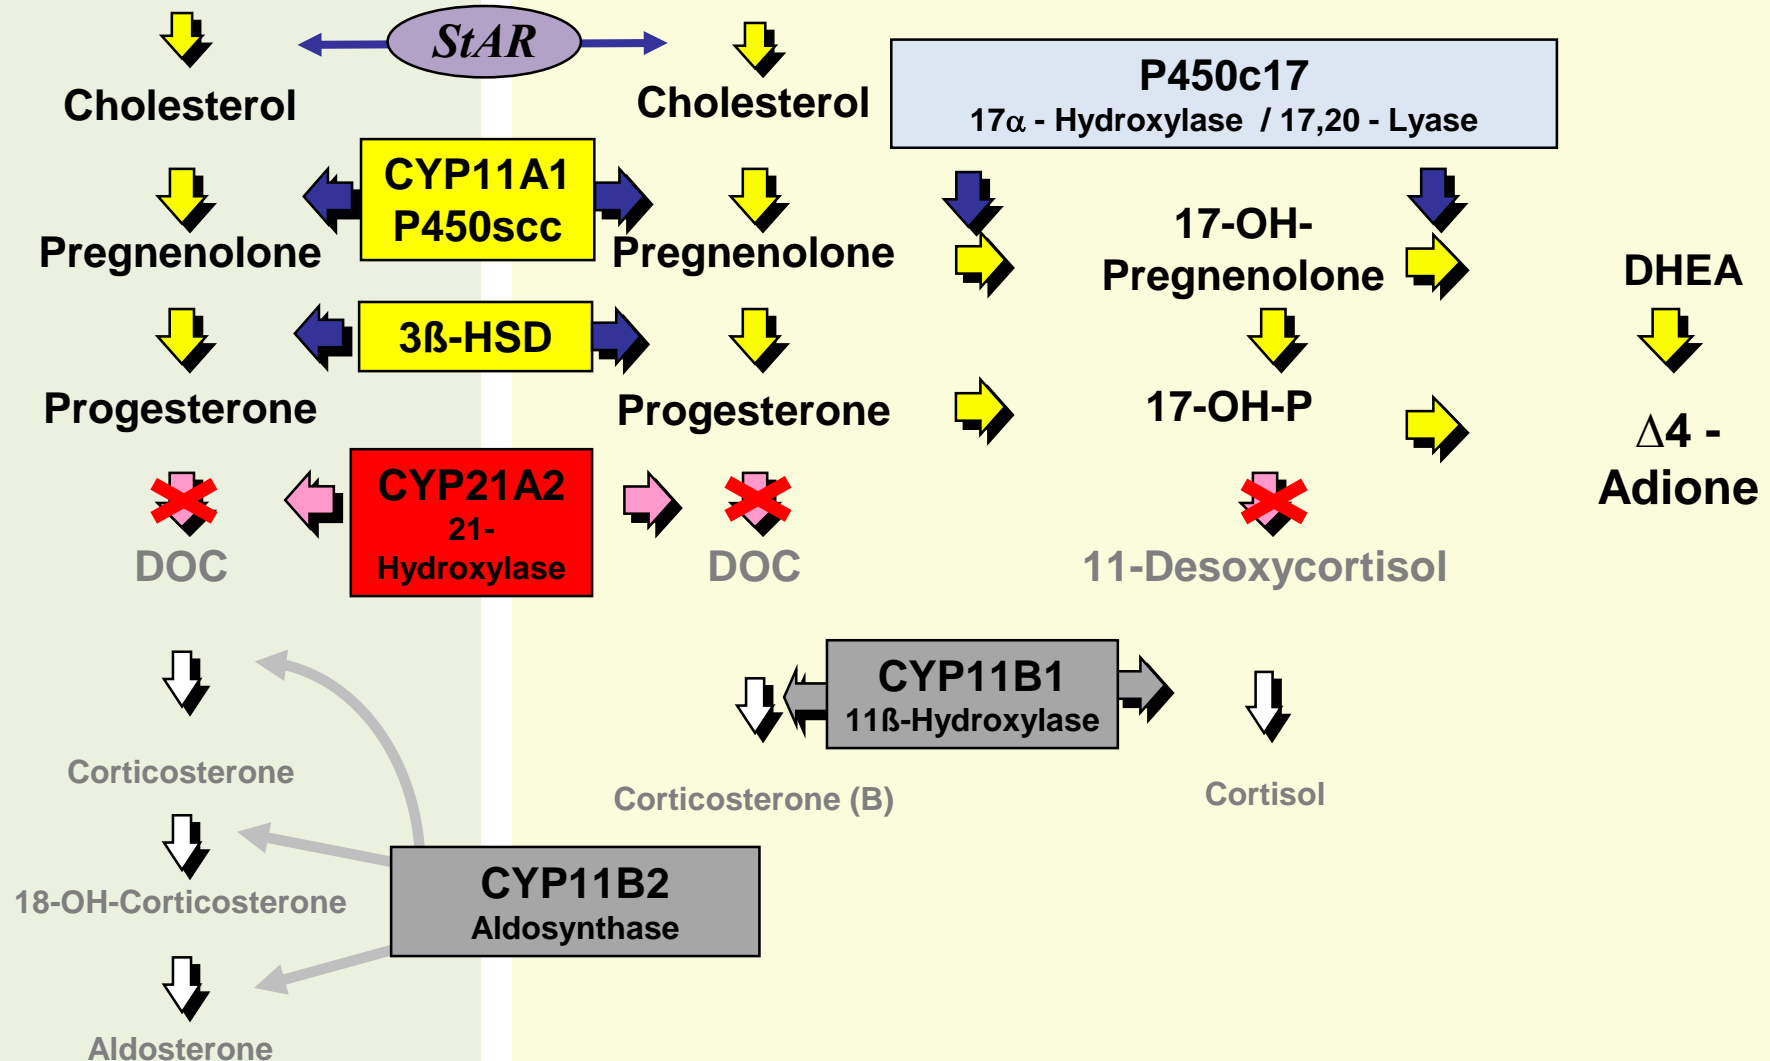 StAR
Cholesterol
Cholesterol
P450c17
17α - Hydroxylase / 17,20 - Lyase
CYP11A1
P450scc
Pregnenolone
Pregnenolone
17-OH-
Pregnenolone
DHEA
3ß-HSD
Progesterone
Progesterone
17-OH-P
Δ4 -
Adione
CYP21A2
21-
Hydroxylase
DOC
DOC
11-Desoxycortisol
CYP11B1
11ß-Hydroxylase
Corticosterone
Corticosterone (B)
Cortisol
18-OH-Corticosterone
CYP11B2
Aldosynthase
Aldosterone